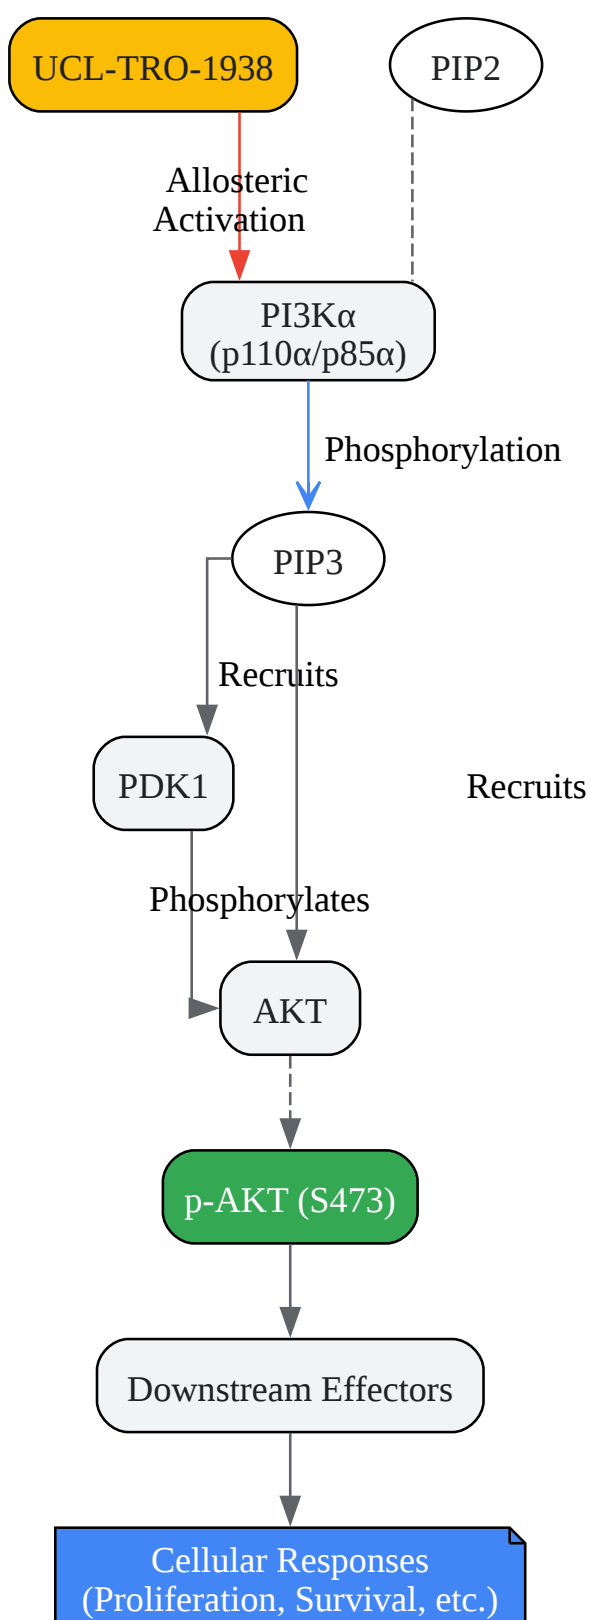 UCL-TRO-1938
PIP2
Allosteric
Activation
PI3Kα
(p110α/p85α)
Phosphorylation
PIP3
Recruits
PDK1
Recruits
Phosphorylates
AKT
p-AKT (S473)
Downstream Effectors
Cellular Responses
(Proliferation, Survival, etc.)